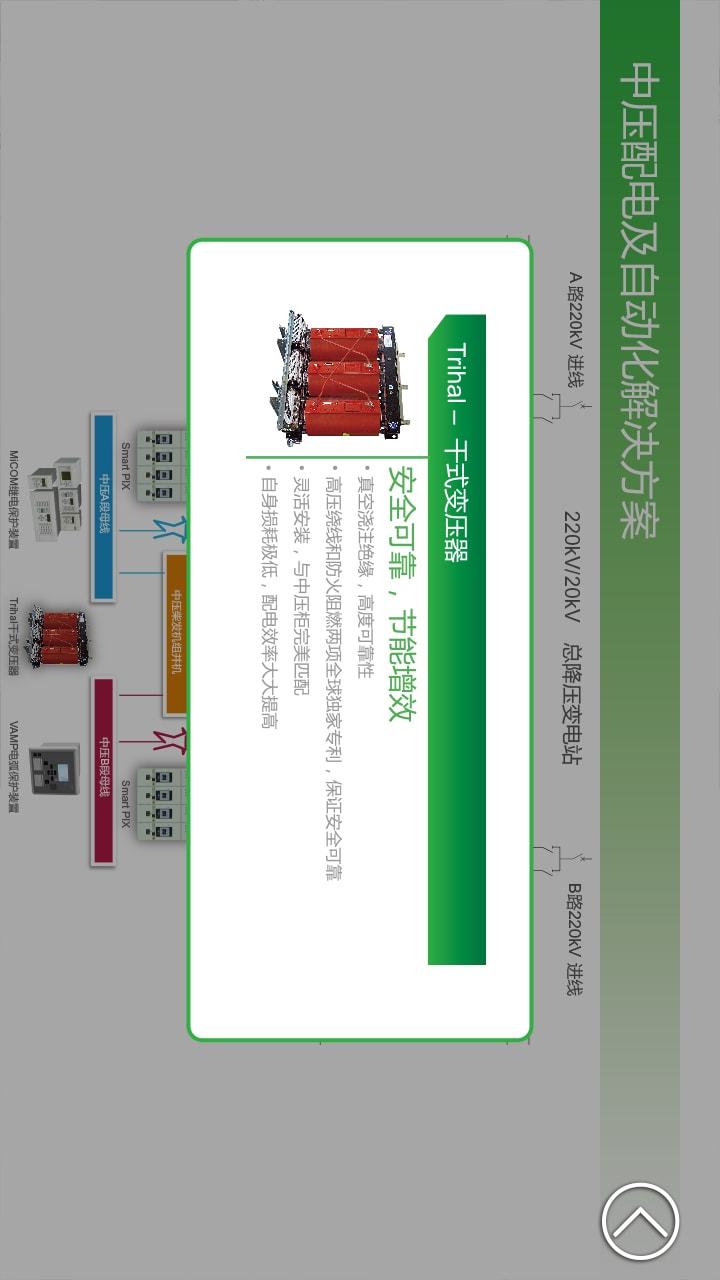 中压配电及自动化解决方案
A 路220kV 进线
220kV/20kV 总降压变电站
B路220kV 进线
Trihal – 干式变压器
安全可靠，节能增效
• 真空浇注绝缘，高度可靠性
• 高压绕线和防火阻燃两项全球独家专利，保证安全可靠
• 灵活安装，与中压柜完美匹配
• 自身损耗极低，配电效率大大提高
中压柴发机组并机
Smart PIX
Smart PIX
中压A段母线
中压B段母线
MiCOM继电保护装置
Trihal干式变压器
VAMP电弧保护装置